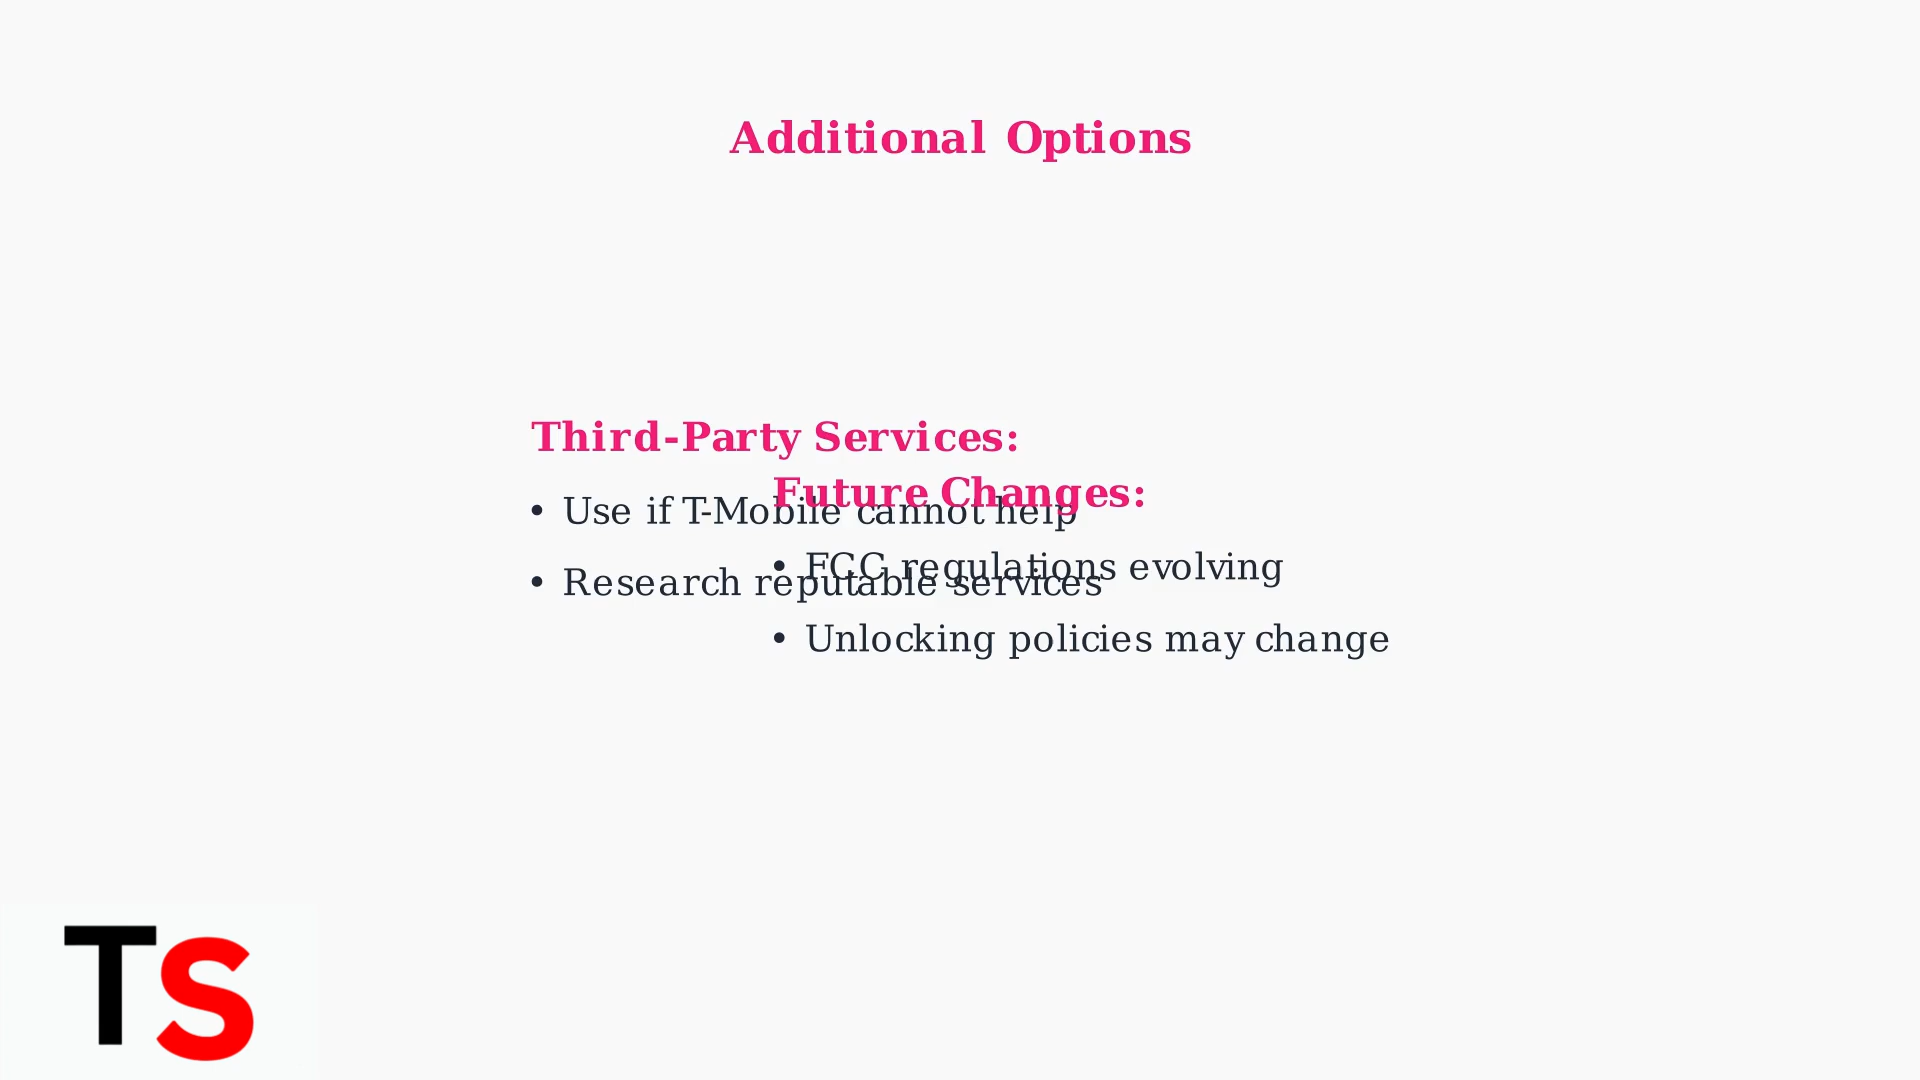 Additional Options
Third-Party Services:
• Use if T-Mobile cannot help
• Research reputable services
Future Changes:
• FCC regulations evolving
• Unlocking policies may change
TS